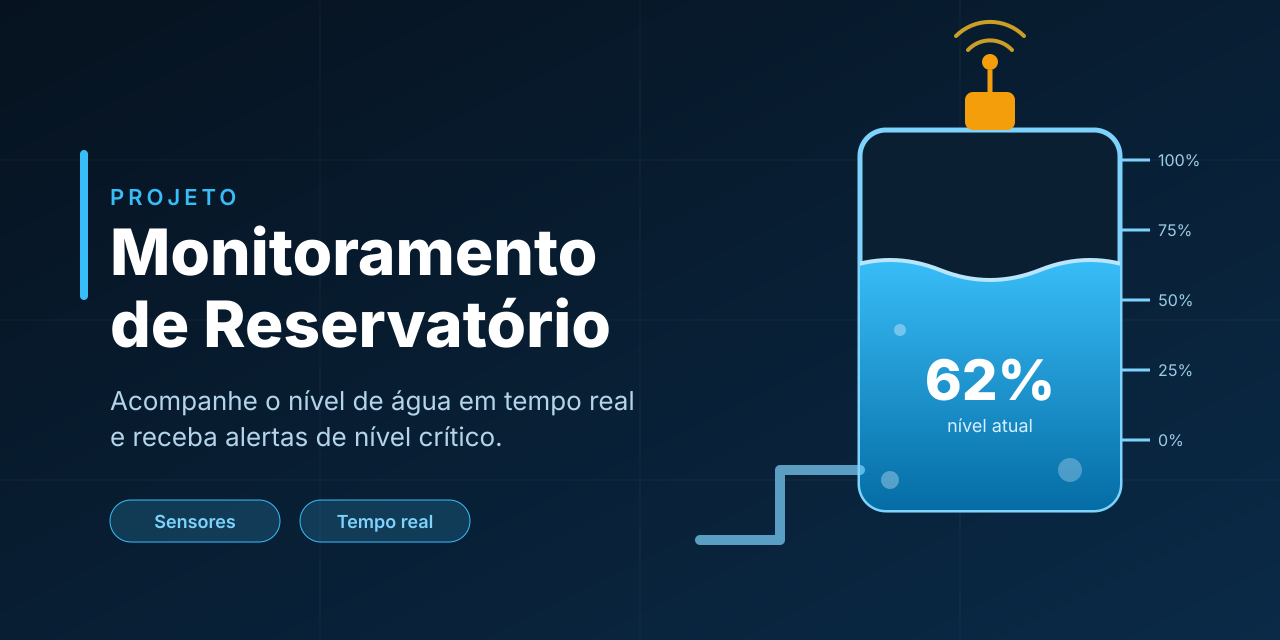 PROJETO
Monitoramento
de Reservatório
Acompanhe o nível de água em tempo real
e receba alertas de nível crítico.
Sensores
Tempo real
100%
75%
50%
25%
0%
62%
nível atual